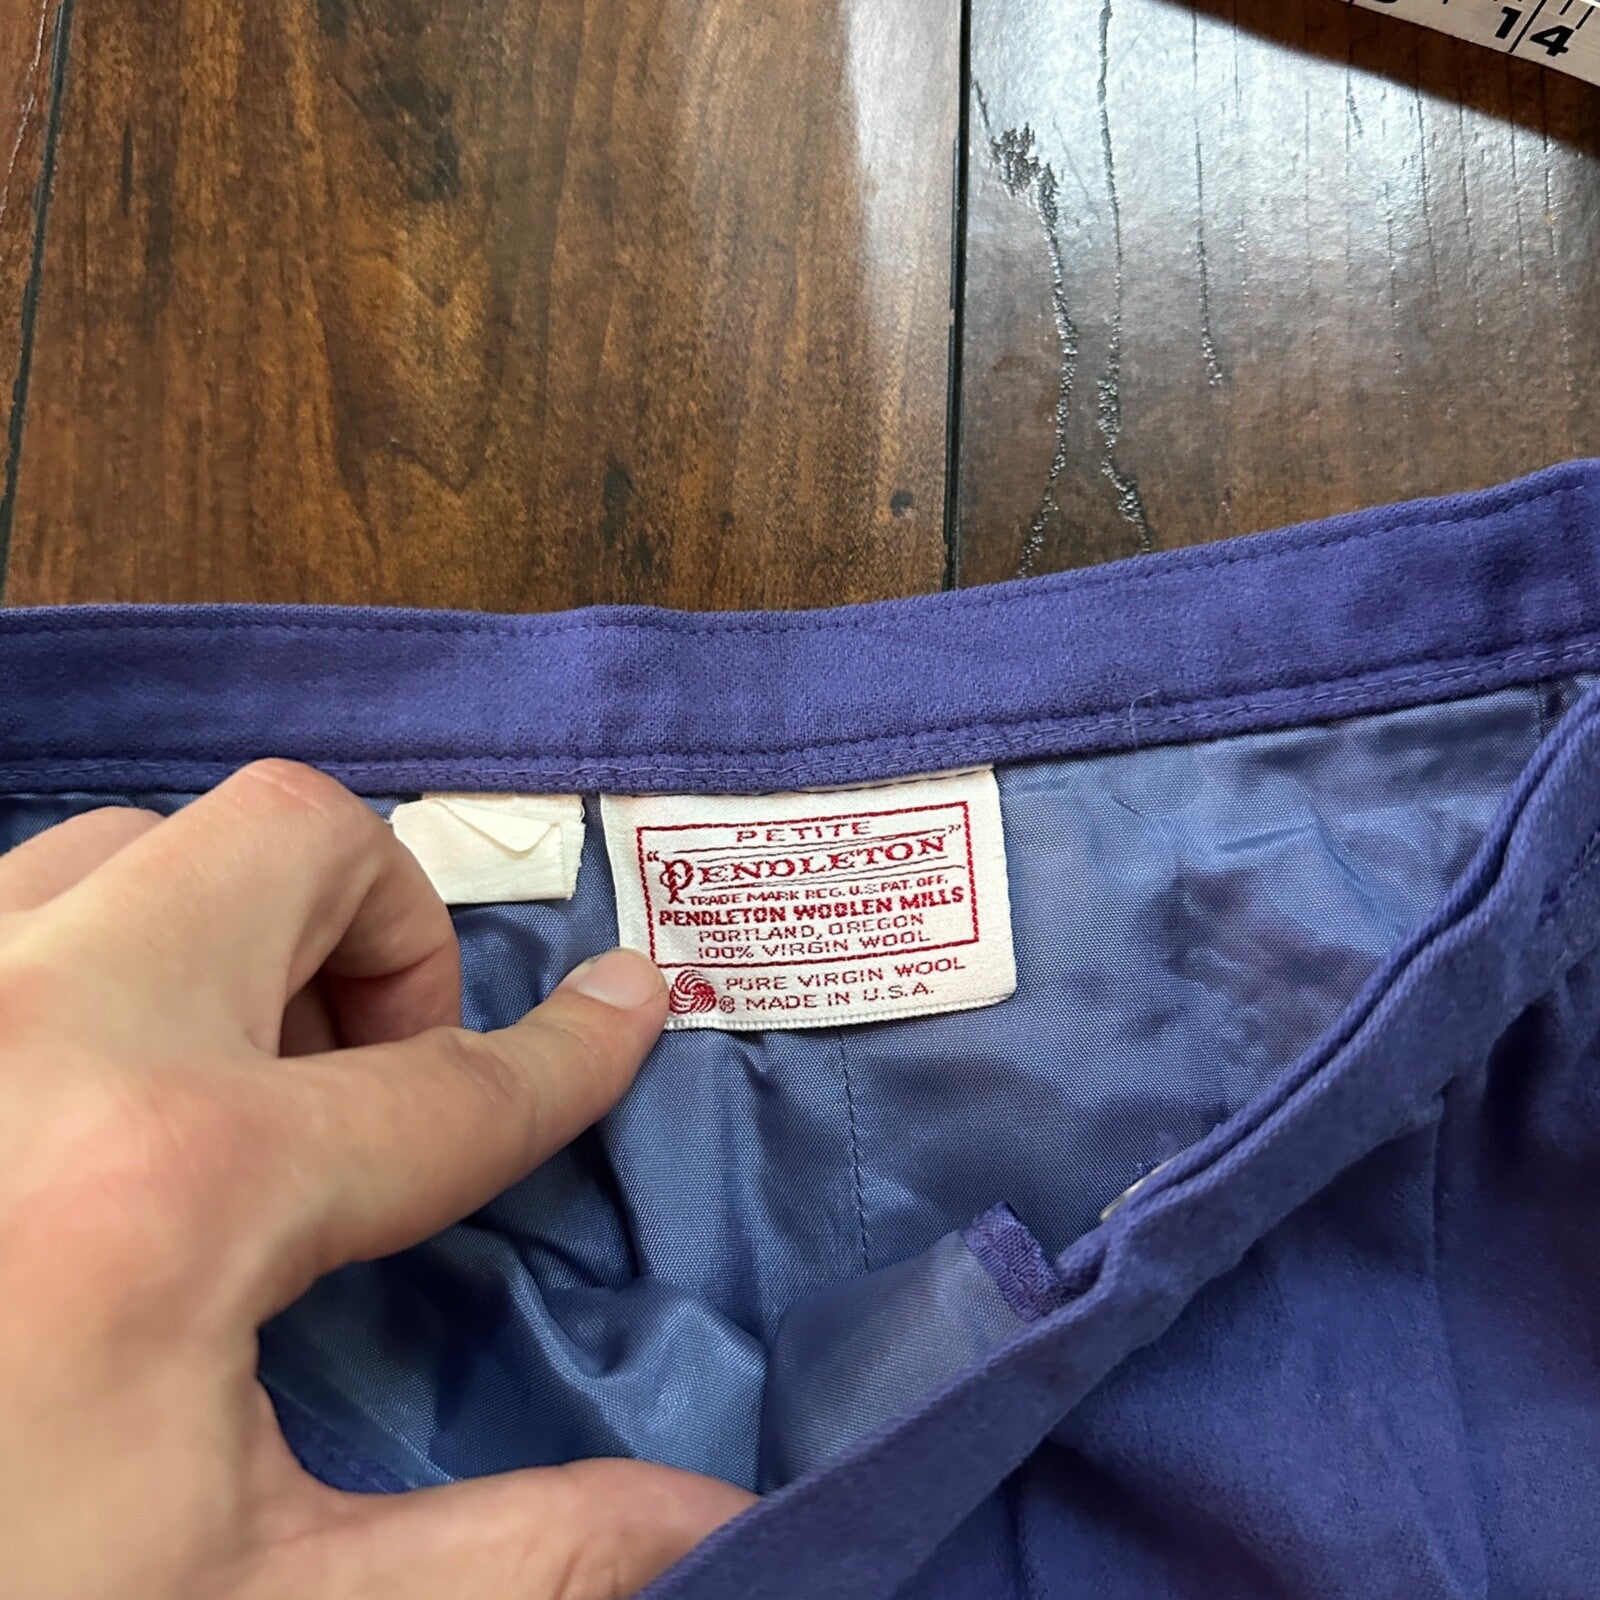 14
PETITE
"PENDLETON"
TRADE MARK REG. U.S. PAT. OFF.
PENDLETON WOOLEN MILLS
PORTLAND, OREGON
100% VIRGIN WOOL
PURE VIRGIN WOOL
® MADE IN U.S.A.